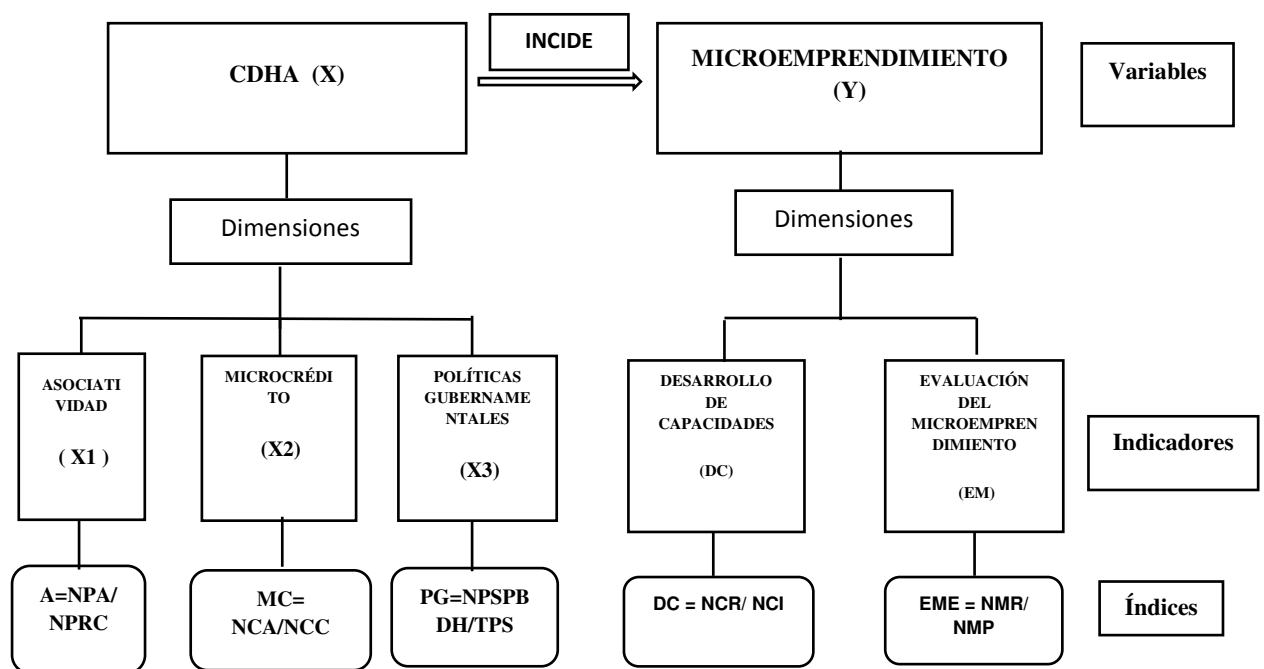 INCIDE
CDHA (X)
MICROEMPRENDIMIENTO
(Y)
Variables
Dimensiones
Dimensiones
ASOCIATI
VIDAD
( X1 )
MICROCRÉDI
TO
(X2)
POLÍTICAS
GUBERNAME
NTALES
(X3)
DESARROLLO
DE
CAPACIDADES
(DC)
EVALUACIÓN
DEL
MICROEMPREN
DIMIENTO
(EM)
Indicadores
A=NPA/
NPRC
MC=
NCA/NCC
PG=NPSPB
DH/TPS
DC = NCR/ NCI
EME = NMR/
NMP
Índices